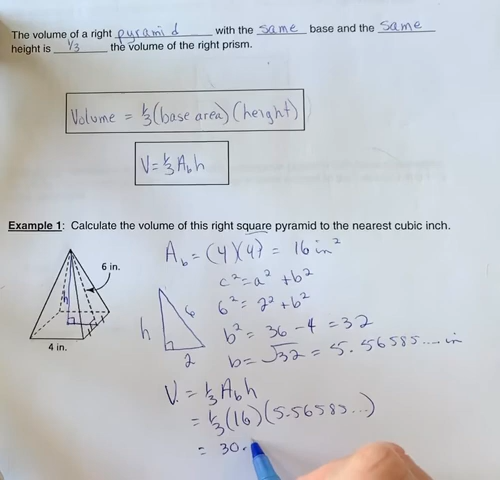 The volume of a right pyramid with the same base and the same
height is 1/3 the volume of the right prism.
Volume = 1/3 (base area) (height)
V = 1/3 Abh
Example 1: Calculate the volume of this right square pyramid to the nearest cubic inch.
Ab = (4)(4) = 16 in²
c² = a² + b²
6² = 2² + b²
b² = 36 - 4 = 32
b = √32 = 5.56585... in
6 in.
h
4 in.
h
6
2
V. = 1/3 Abh
= 1/3 (16) (5.56585...)
= 30.